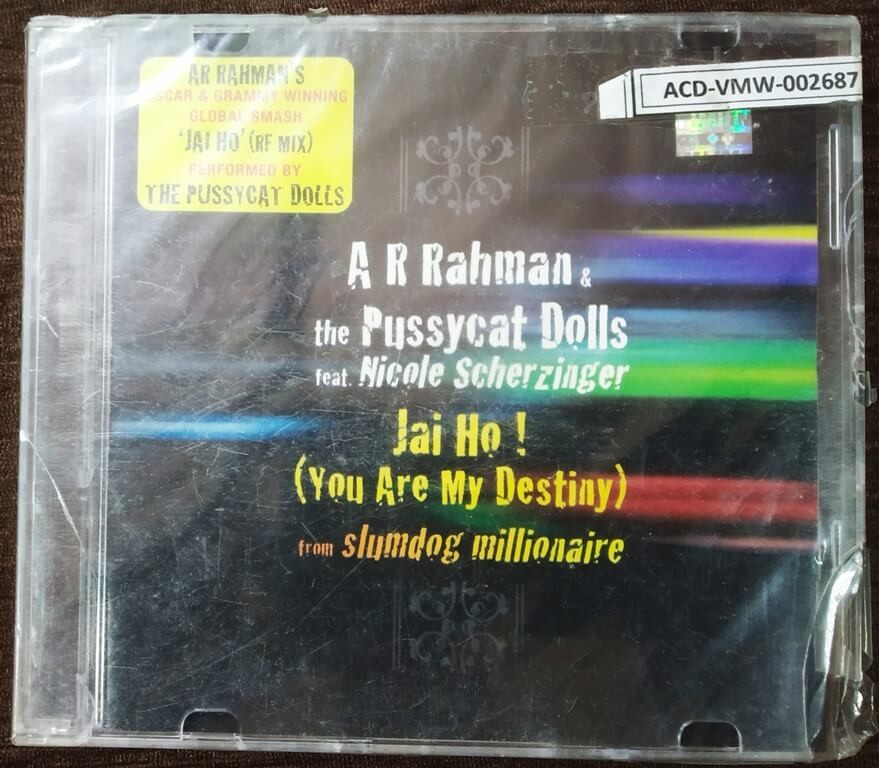 AR RAHMAN'S
OSCAR & GRAMMY WINNING
GLOBAL SMASH
'JAI HO' (RF MIX)
PERFORMED BY
THE PUSSYCAT DOLLS
ACD-VMW-002687
A R Rahman &
the Pussycat Dolls
feat. Nicole Scherzinger
Jai Ho !
(You Are My Destiny)
from slumdog millionaire